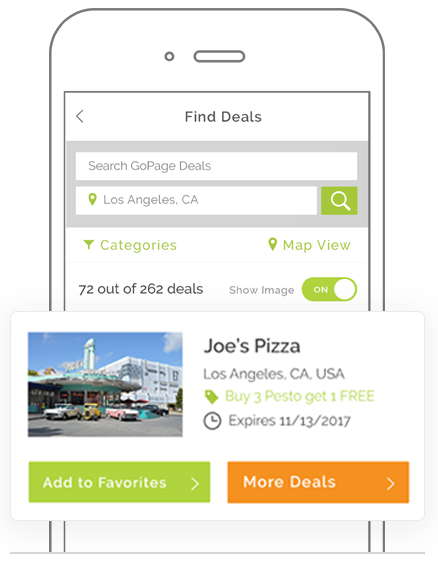 Find Deals
Search GoPage Deals
Los Angeles, CA
Categories
Map View
72 out of 262 deals
Show Image
ON
Joe's Pizza
Los Angeles, CA, USA
Buy 3 Pesto get 1 FREE
Expires 11/13/2017
Add to Favorites
More Deals